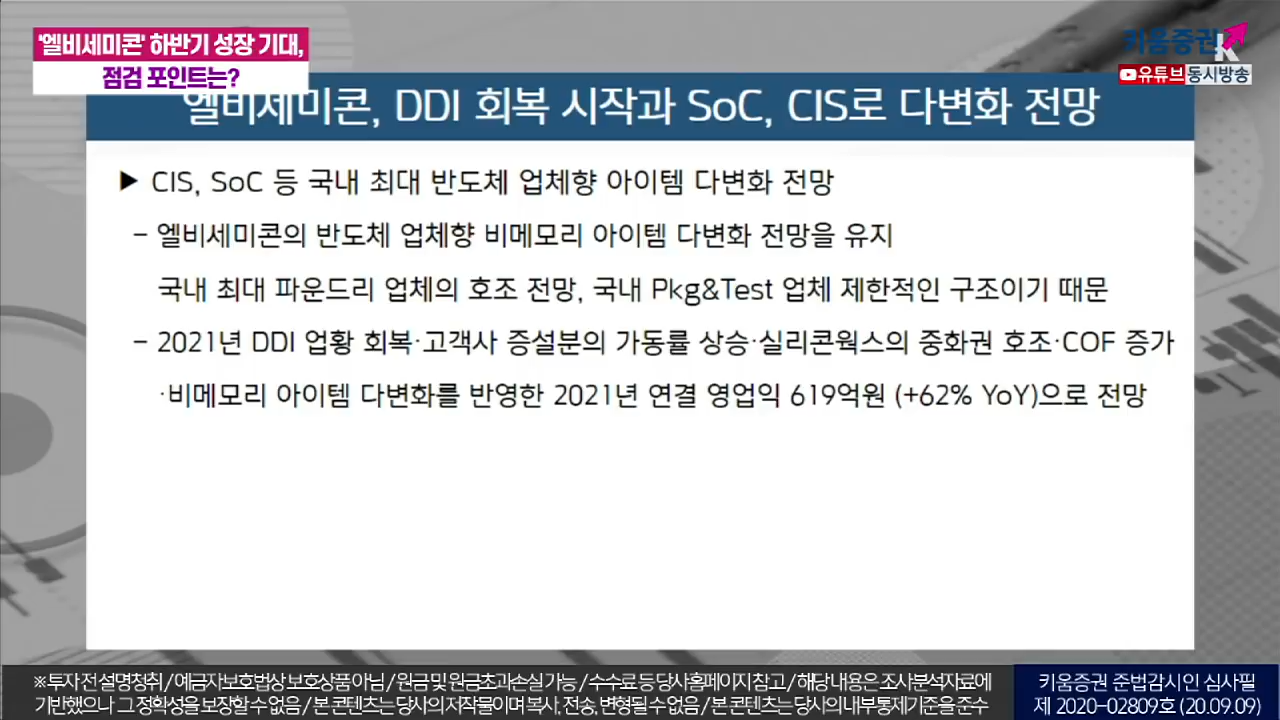 '엘비세미콘' 하반기 성장 기대,
점검 포인트는?
키움증권
유튜브 동시방송
엘비세미콘, DDI 회복 시작과 SoC, CIS로 다변화 전망
▶ CIS, SoC 등 국내 최대 반도체 업체향 아이템 다변화 전망
- 엘비세미콘의 반도체 업체향 비메모리 아이템 다변화 전망을 유지
국내 최대 파운드리 업체의 호조 전망, 국내 Pkg&Test 업체 제한적인 구조이기 때문
- 2021년 DDI 업황 회복·고객사 증설분의 가동률 상승·실리콘웍스의 중화권 호조·COF 증가
·비메모리 아이템 다변화를 반영한 2021년 연결 영업익 619억원 (+62% YoY)으로 전망
※ 투자 전 설명청취 / 예금자보호법상 보호상품 아님 / 원금 및 원금초과손실 가능 / 수수료 등 당사홈페이지 참고 / 해당 내용은 조사분석자료에
기반했으나 그 정확성을 보장할 수 없음 / 본 콘텐츠는 당사의 저작물이며 복사, 전송, 변형될 수 없음 / 본 콘텐츠는 당사의 내부통제기준을 준수
키움증권 준법감시인 심사필
제 2020-02809호 (20.09.09)